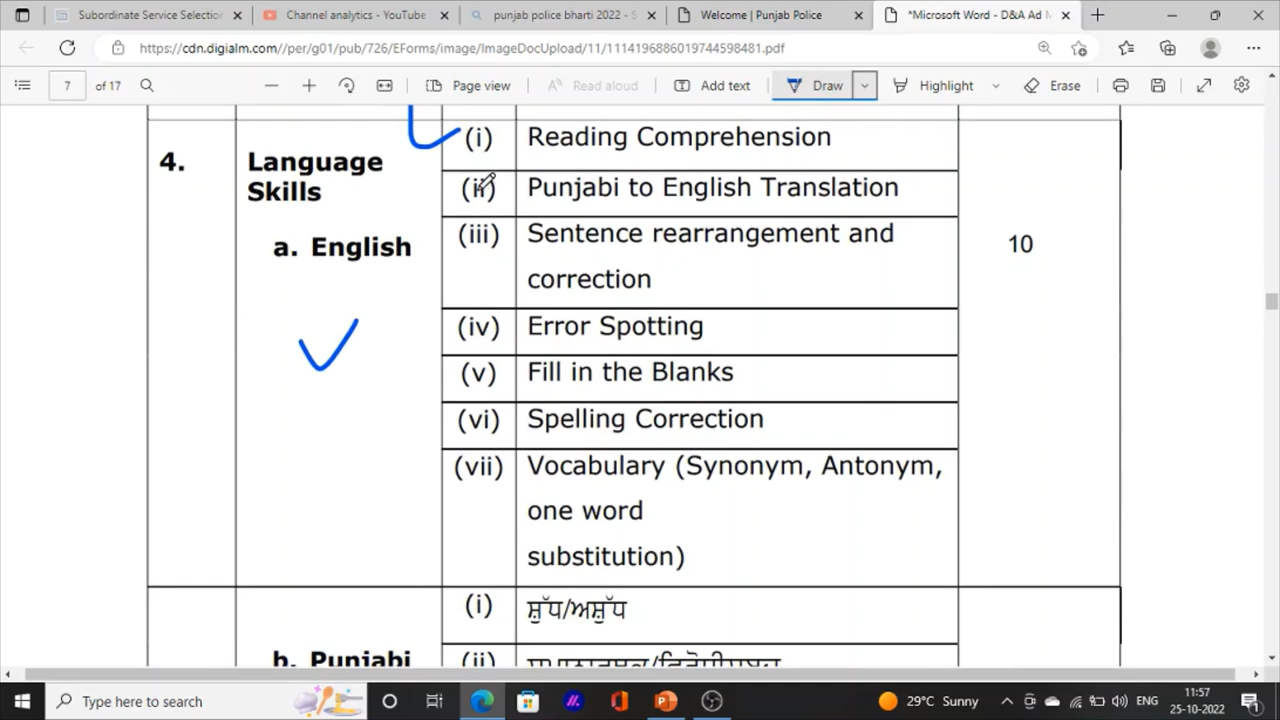 Subordinate Service Selectio
Channel analytics - YouTube
punjab police bharti 2022 - S
Welcome | Punjab Police
*Microsoft Word - D&A Ad M
https://cdn.digialm.com//per/g01/pub/726/EForms/image/ImageDocUpload/11/1114196886019744598481.pdf
7 of 17
Page view
Read aloud
Add text
Draw
Highlight
Erase
4. Language Skills
a. English
(i) Reading Comprehension
(ii) Punjabi to English Translation
(iii) Sentence rearrangement and
correction
10
(iv) Error Spotting
(v) Fill in the Blanks
(vi) Spelling Correction
(vii) Vocabulary (Synonym, Antonym,
one word
substitution)
(i) ਸ਼ੁੱਧ/ਅਸ਼ੁੱਧ
b. Punjabi (ii)
Type here to search
29°C Sunny
ENG
11:57
25-10-2022
1